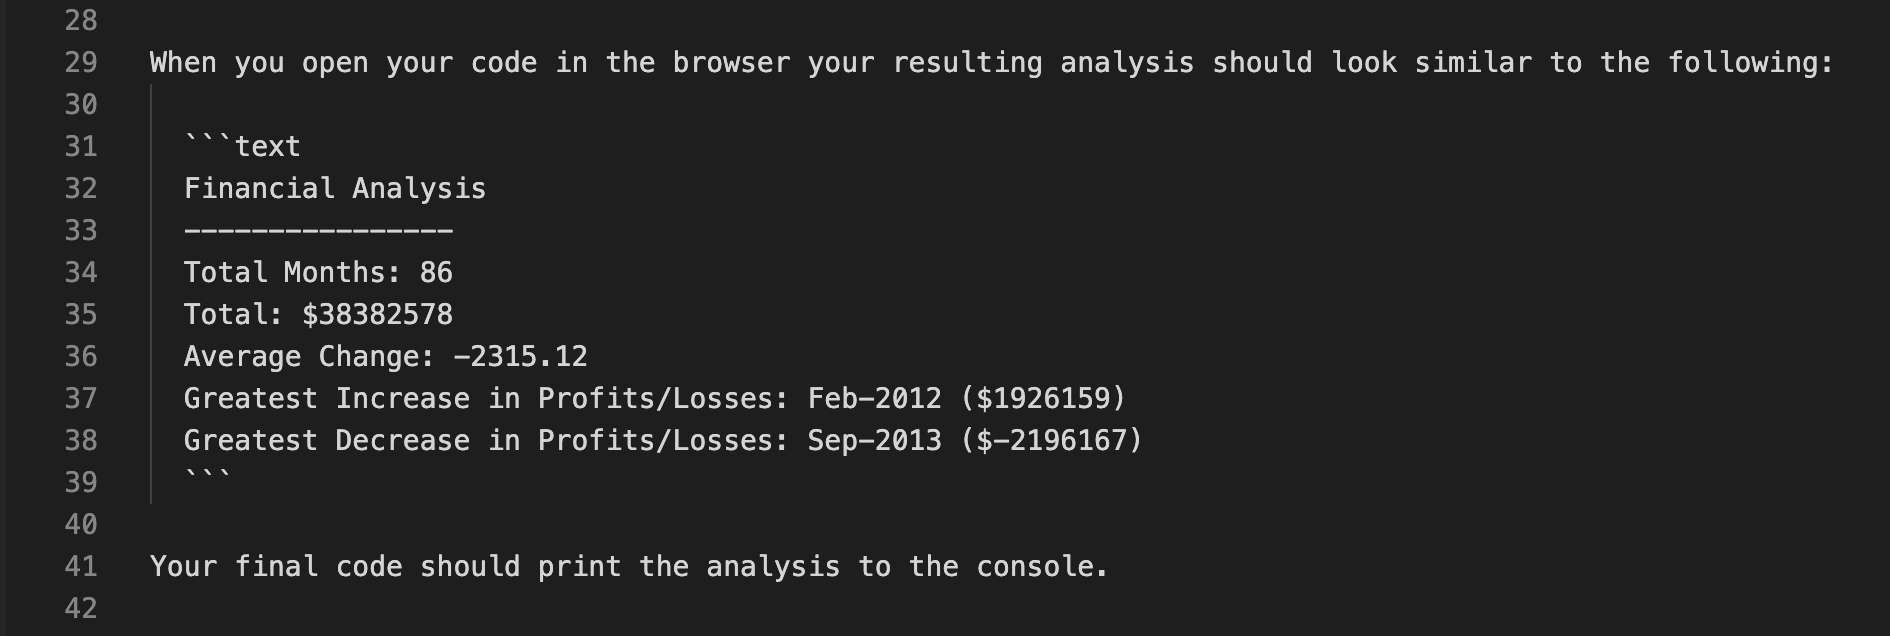 28
29 When you open your code in the browser your resulting analysis should look similar to the following:
30
31 ```text
32 Financial Analysis
33 ----------------
34 Total Months: 86
35 Total: $38382578
36 Average Change: -2315.12
37 Greatest Increase in Profits/Losses: Feb-2012 ($1926159)
38 Greatest Decrease in Profits/Losses: Sep-2013 ($-2196167)
39 ```
40
41 Your final code should print the analysis to the console.
42